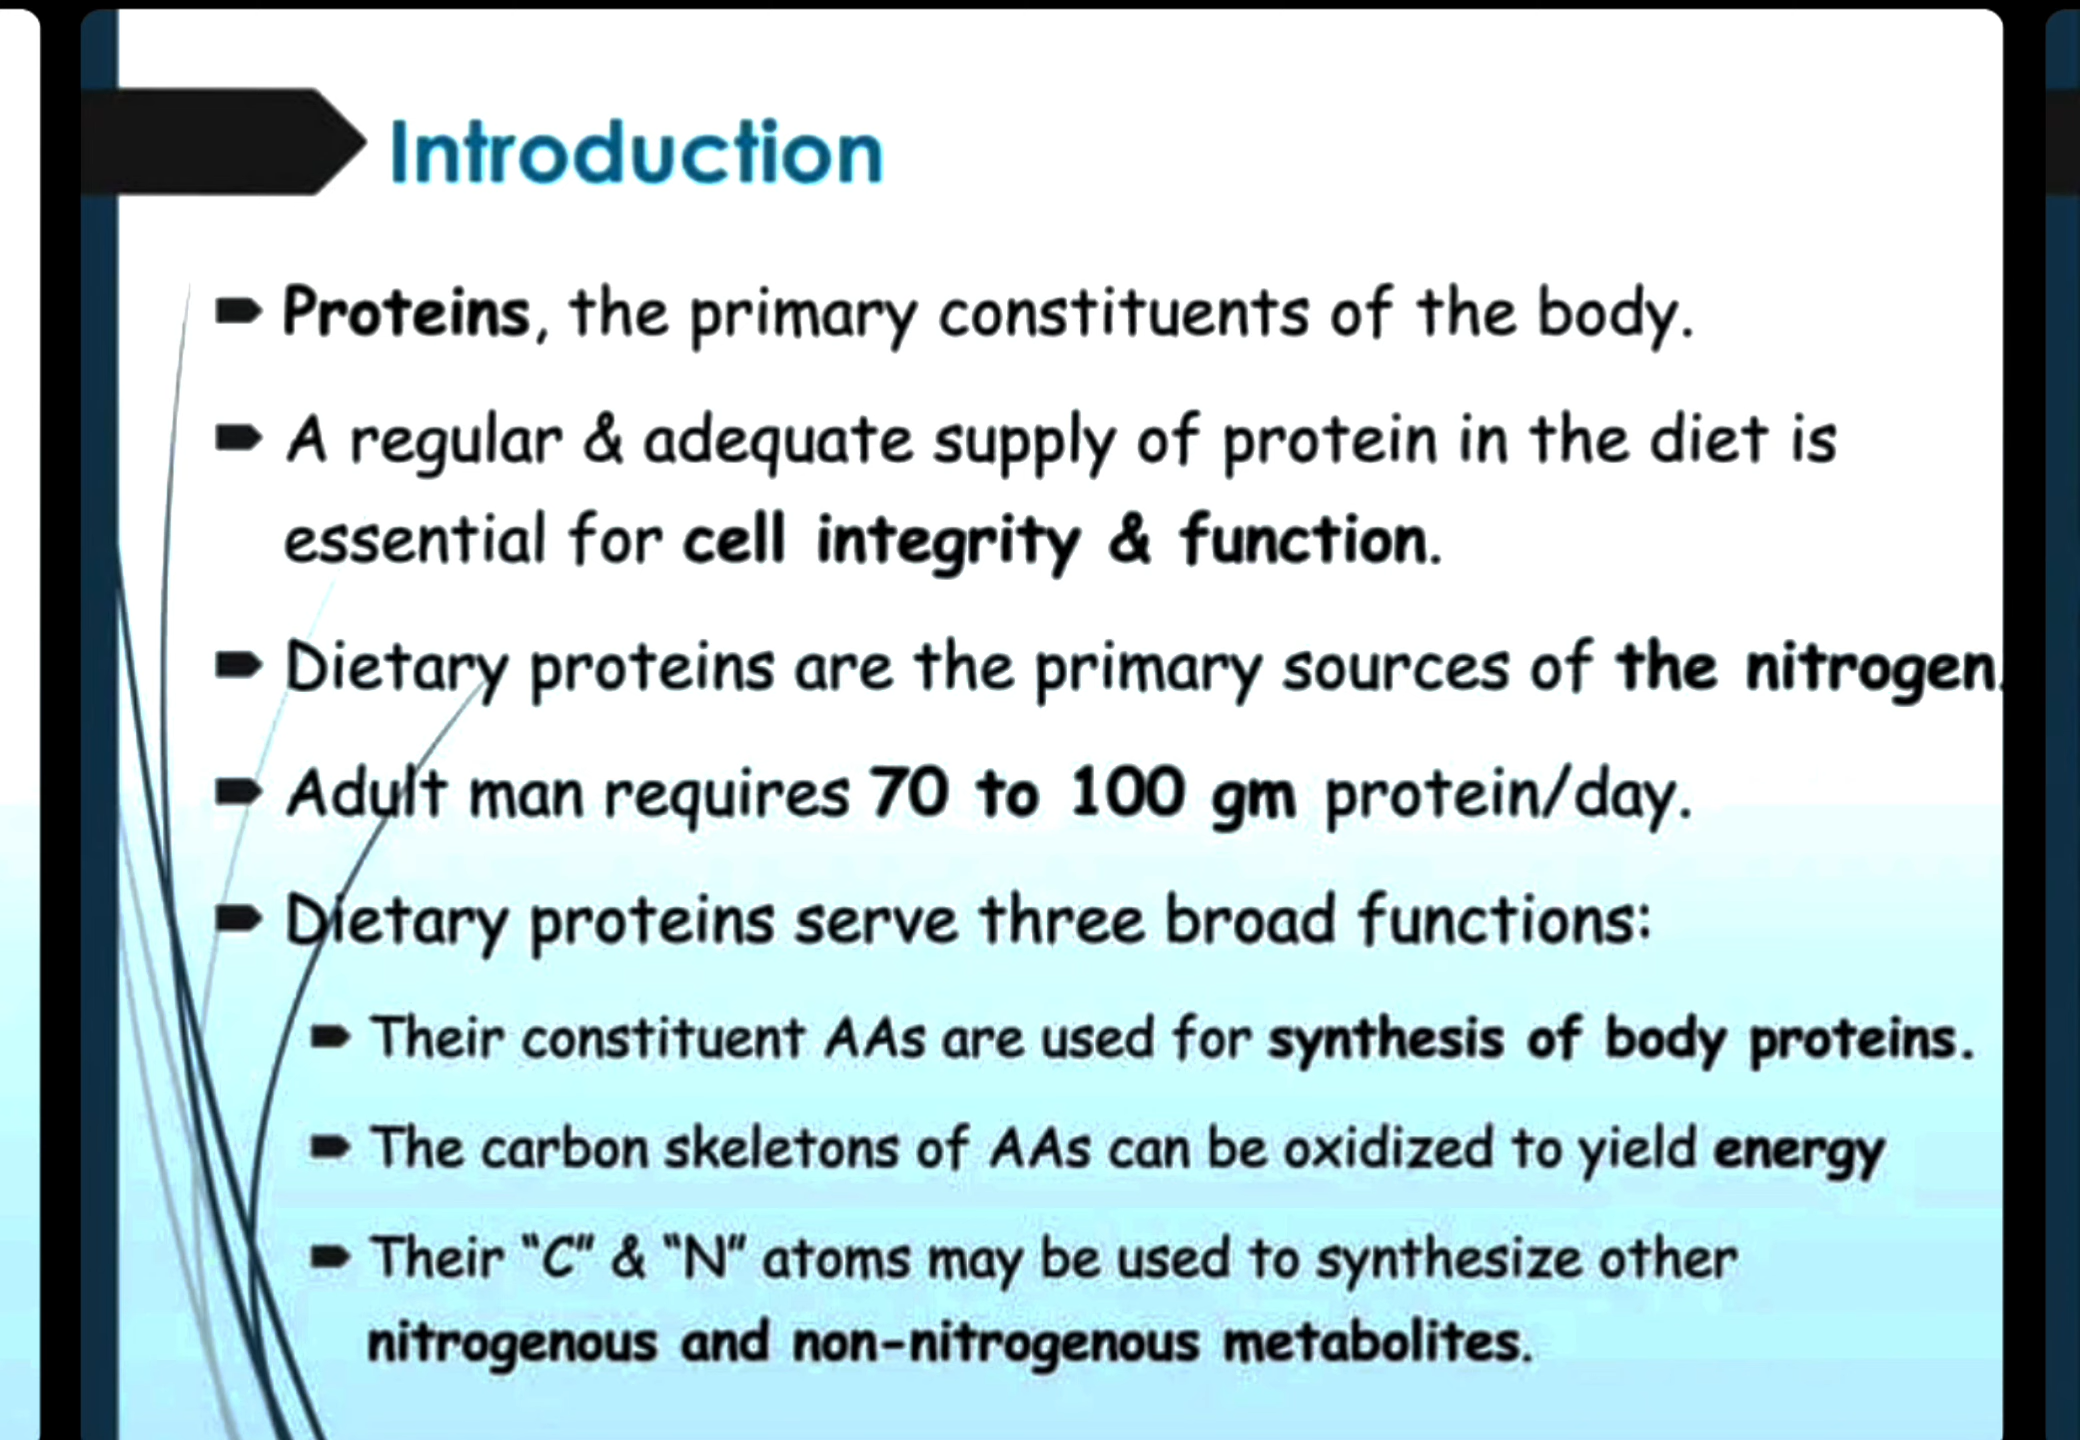 Introduction
Proteins, the primary constituents of the body.
A regular & adequate supply of protein in the diet is
essential for cell integrity & function.
Dietary proteins are the primary sources of the nitrogen.
Adult man requires 70 to 100 gm protein/day.
Dietary proteins serve three broad functions:
Their constituent AAs are used for synthesis of body proteins.
The carbon skeletons of AAs can be oxidized to yield energy
Their “C” & “N” atoms may be used to synthesize other
nitrogenous and non-nitrogenous metabolites.